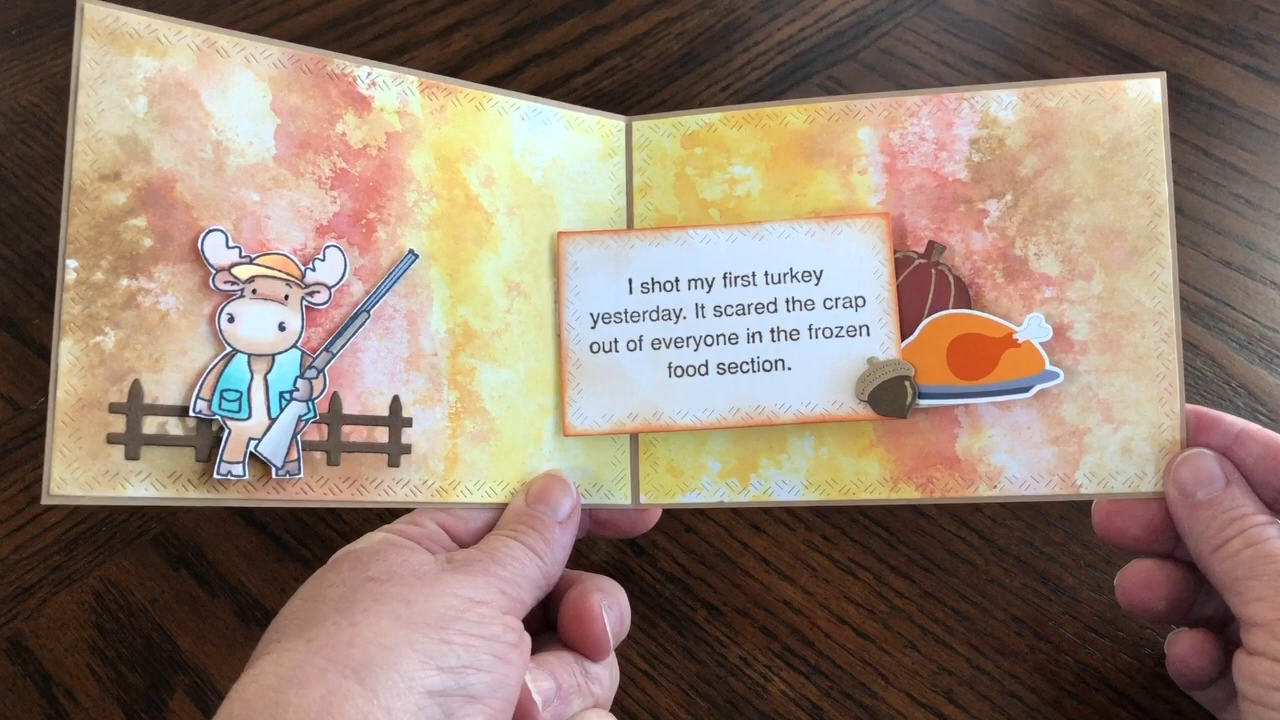 I shot my first turkey
yesterday. It scared the crap
out of everyone in the frozen
food section.